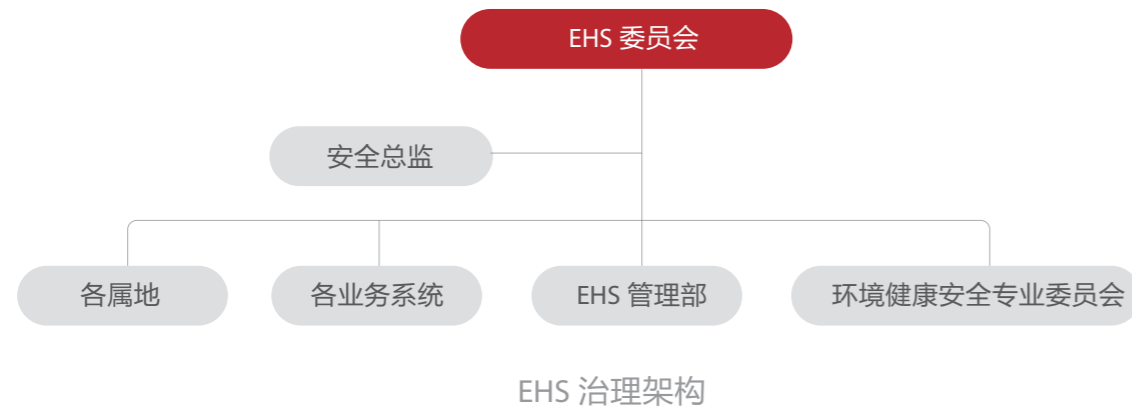 EHS 委员会
安全总监
各属地
各业务系统
EHS 管理部
环境健康安全专业委员会
EHS 治理架构